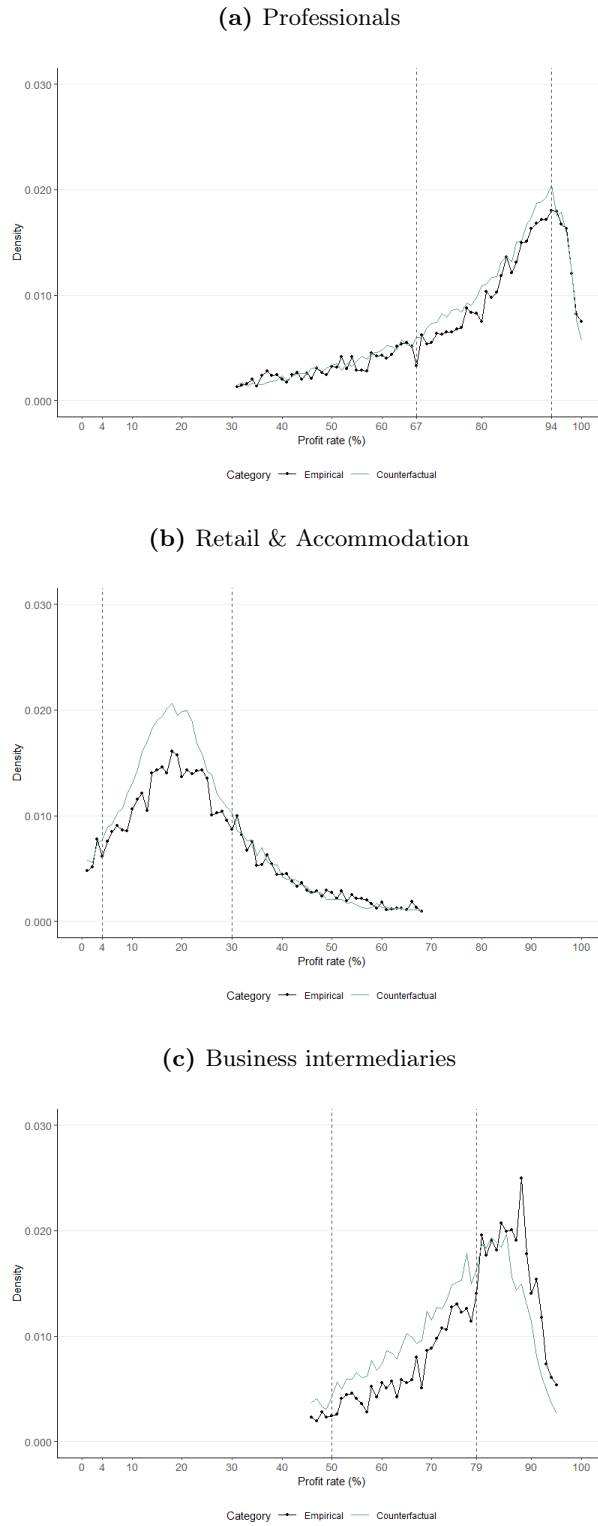 (a) Professionals
0.030
0.020
0.010
0.000
Density
0 4 10 20 30 40 50 60 67 80 94 100
Profit rate (%)
Category Empirical Counterfactual
(b) Retail & Accommodation
0.030
0.020
0.010
0.000
Density
0 4 10 20 30 40 50 60 70 80 90 100
Profit rate (%)
Category Empirical Counterfactual
(c) Business intermediaries
0.030
0.020
0.010
0.000
Density
0 4 10 20 30 40 50 60 70 79 90 100
Profit rate (%)
Category Empirical Counterfactual